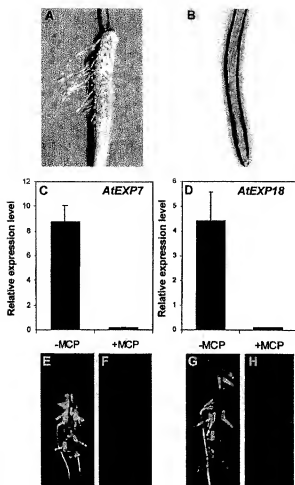 A
B
C AtEXP7
D AtEXP18
Relative expression level
12
10
8
6
4
2
0
-MCP +MCP
Relative expression level
6
5
4
3
2
1
0
-MCP +MCP
E F G H